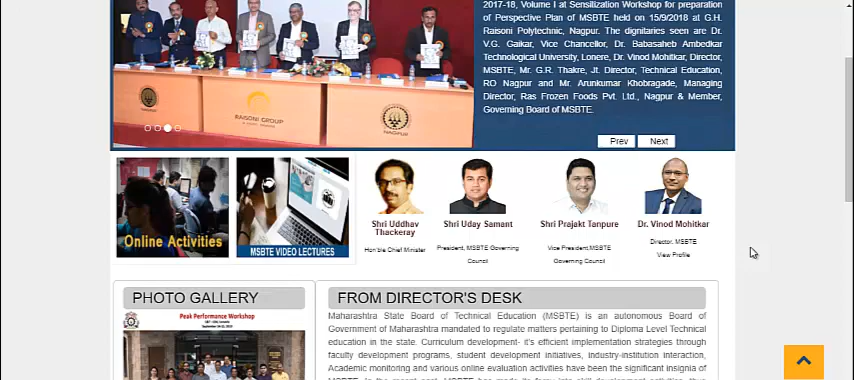 2017-18, Volume I at Sensilization Workshop for preparation
of Perspective Plan of MSBTE held on 15/9/2018 at G.H.
Raisoni Polytechnic, Nagpur. The dignitaries seen are Dr.
V.G. Gaikar, Vice Chancellor, Dr. Babasaheb Ambedkar
Technological University, Lonere, Dr. Vinod Mohitkar, Director,
MSBTE, Mr. G.R. Thakre, Jt. Director, Technical Education,
RO Nagpur and Mr. Arunkumar Khobragade, Managing
Director, Ras Frozen Foods Pvt. Ltd., Nagpur & Member,
Governing Board of MSBTE.
RAISONI GROUP
NAGPUR
Prev Next
Online Activities
MSBTE VIDEO LECTURES
Shri Uddhav
Thackeray
Hon'ble Chief Minister
Shri Uday Samant
President, MSBTE Governing
Council
Shri Prajakt Tanpure
Vice President,MSBTE
Governing Council
Dr. Vinod Mohitkar
Director, MSBTE
View Profile
PHOTO GALLERY
Peak Performance Workshop
FROM DIRECTOR'S DESK
Maharashtra State Board of Technical Education (MSBTE) is an autonomous Board of
Government of Maharashtra mandated to regulate matters pertaining to Diploma Level Technical
education in the state. Curriculum development- it's efficient implementation strategies through
faculty development programs, student development initiatives, industry-institution interaction,
Academic monitoring and various online evaluation activities have been the significant insignia of